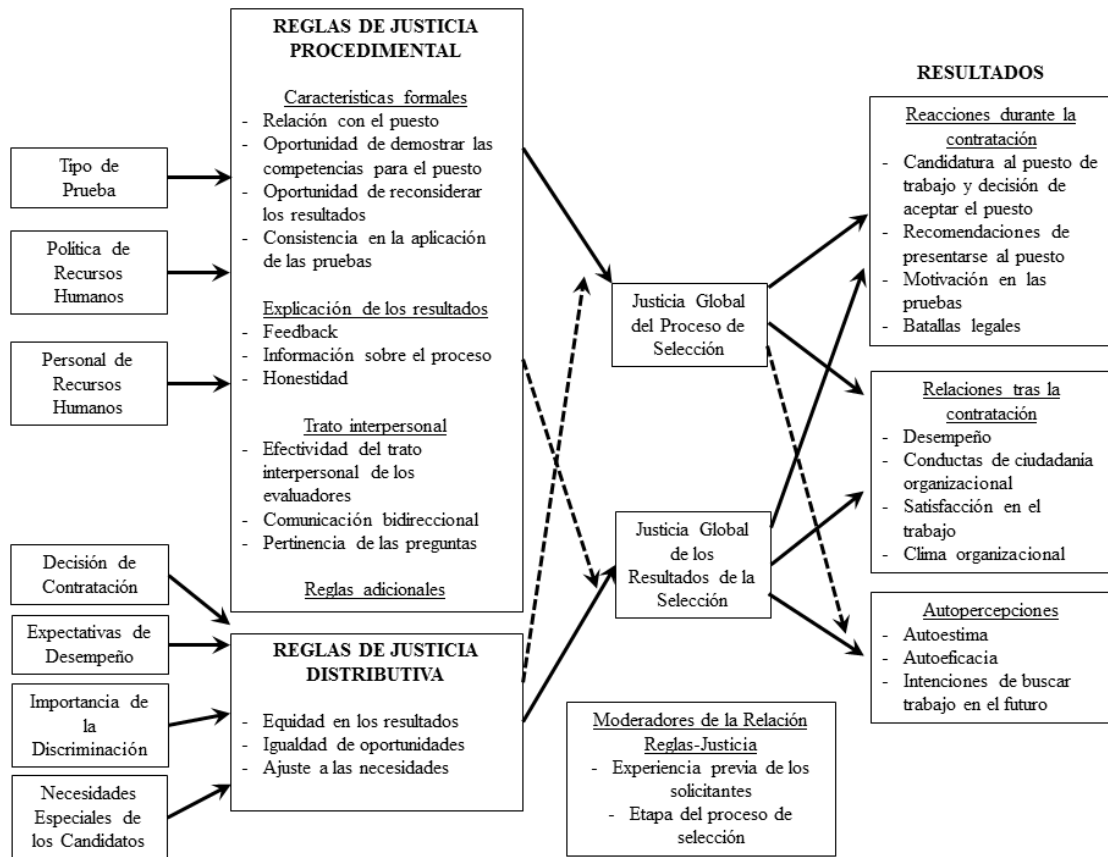 Tipo de
Prueba
Política de
Recursos
Humanos
Personal de
Recursos
Humanos
Decisión de
Contratación
Expectativas de
Desempeño
Importancia de
la
Discriminación
Necesidades
Especiales de
los Candidatos
REGLAS DE JUSTICIA
PROCEDIMENTAL
Características formales
- Relación con el puesto
- Oportunidad de demostrar las
competencias para el puesto
- Oportunidad de reconsiderar
los resultados
- Consistencia en la aplicación
de las pruebas
Explicación de los resultados
- Feedback
- Información sobre el proceso
- Honestidad
Trato interpersonal
- Efectividad del trato
interpersonal de los
evaluadores
- Comunicación bidireccional
- Pertinencia de las preguntas
Reglas adicionales
REGLAS DE JUSTICIA
DISTRIBUTIVA
- Equidad en los resultados
- Igualdad de oportunidades
- Ajuste a las necesidades
Justicia Global
del Proceso de
Selección
Justicia Global
de los
Resultados de la
Selección
Moderadores de la Relación
Reglas-Justicia
- Experiencia previa de los
solicitantes
- Etapa del proceso de
selección
RESULTADOS
Reacciones durante la
contratación
- Candidatura al puesto de
trabajo y decisión de
aceptar el puesto
- Recomendaciones de
presentarse al puesto
- Motivación en las
pruebas
- Batallas legales
Relaciones tras la
contratación
- Desempeño
- Conductas de ciudadania
organizacional
- Satisfacción en el
trabajo
- Clima organizacional
Autopercepciones
- Autoestima
- Autoeficacia
- Intenciones de buscar
trabajo en el futuro